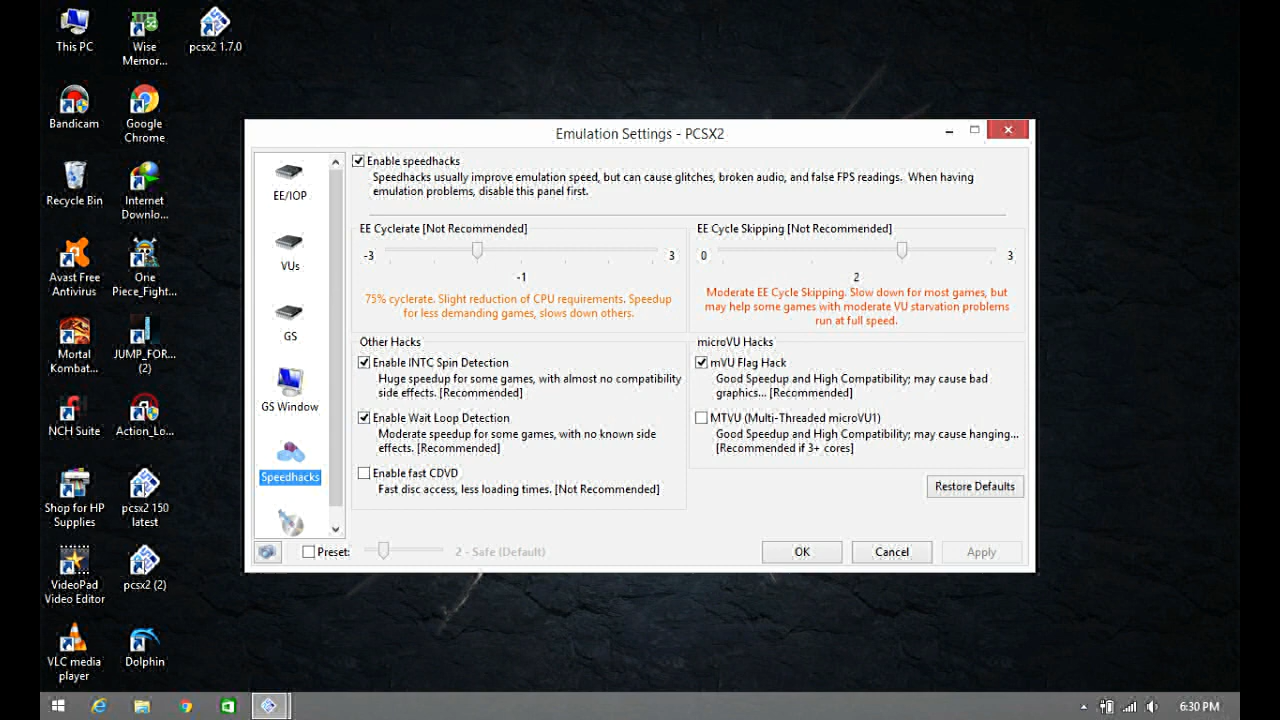 This PC
Wise
Memor...
pcsx2 1.7.0
Bandicam
Google
Chrome
Recycle Bin
Internet
Downlo...
Avast Free
Antivirus
One
Piece_Fight...
Mortal
Kombat...
JUMP_FOR...
(2)
NCH Suite
Action_Lo...
Shop for HP
Supplies
pcsx2 150
latest
VideoPad
Video Editor
pcsx2 (2)
VLC media
player
Dolphin
Emulation Settings - PCSX2
EE/IOP
VUs
GS
GS Window
Speedhacks
Enable speedhacks
Speedhacks usually improve emulation speed, but can cause glitches, broken audio, and false FPS readings. When having
emulation problems, disable this panel first.
EE Cyclerate [Not Recommended]
-3
3
-1
75% cyclerate. Slight reduction of CPU requirements. Speedup
for less demanding games, slows down others.
EE Cycle Skipping [Not Recommended]
0
3
2
Moderate EE Cycle Skipping. Slow down for most games, but
may help some games with moderate VU starvation problems
run at full speed.
Other Hacks
Enable INTC Spin Detection
Huge speedup for some games, with almost no compatibility
side effects. [Recommended]
Enable Wait Loop Detection
Moderate speedup for some games, with no known side
effects. [Recommended]
Enable fast CDVD
Fast disc access, less loading times. [Not Recommended]
microVU Hacks
mVU Flag Hack
Good Speedup and High Compatibility; may cause bad
graphics... [Recommended]
MTVU (Multi-Threaded microVU1)
Good Speedup and High Compatibility; may cause hanging...
[Recommended if 3+ cores]
Restore Defaults
Preset:
2 - Safe (Default)
OK
Cancel
Apply
6:30 PM